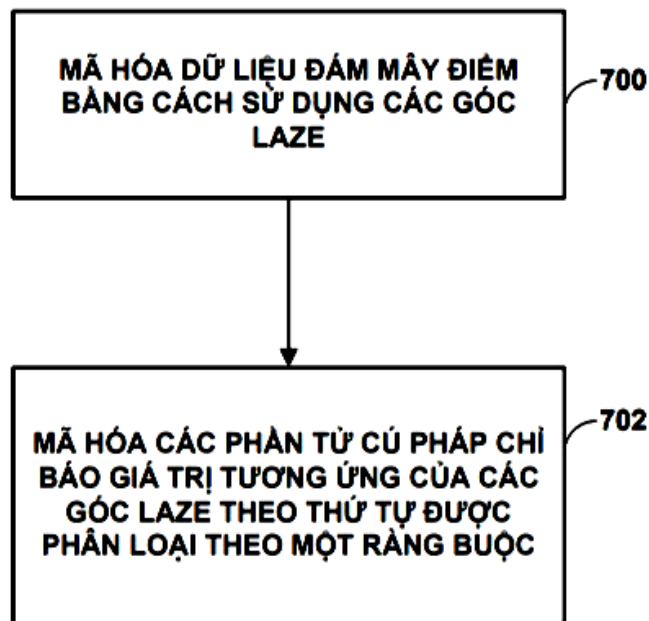 MÃ HÓA DỮ LIỆU ĐÁM MÂY ĐIỂM
BẰNG CÁCH SỬ DỤNG CÁC GÓC
LAZE
700
MÃ HÓA CÁC PHẦN TỬ CÚ PHÁP CHỈ
BÁO GIÁ TRỊ TƯƠNG ỨNG CỦA CÁC
GÓC LAZE THEO THỨ TỰ ĐƯỢC
PHÂN LOẠI THEO MỘT RÀNG BUỘC
702